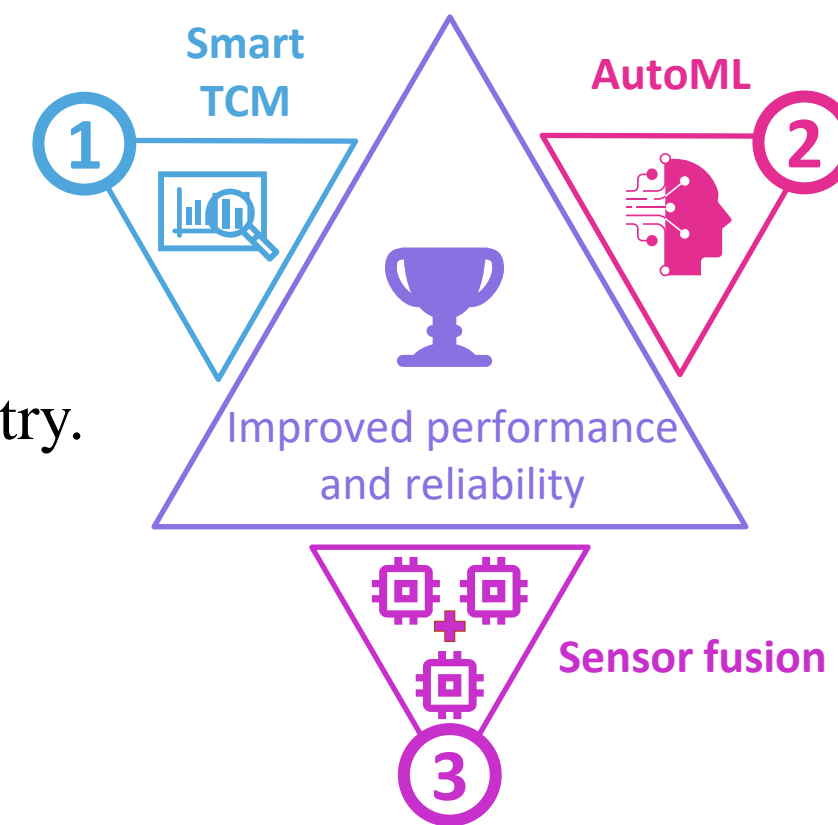 Smart
TCM
1
AutoML
2
try.
Improved performance
and reliability
Sensor fusion
3